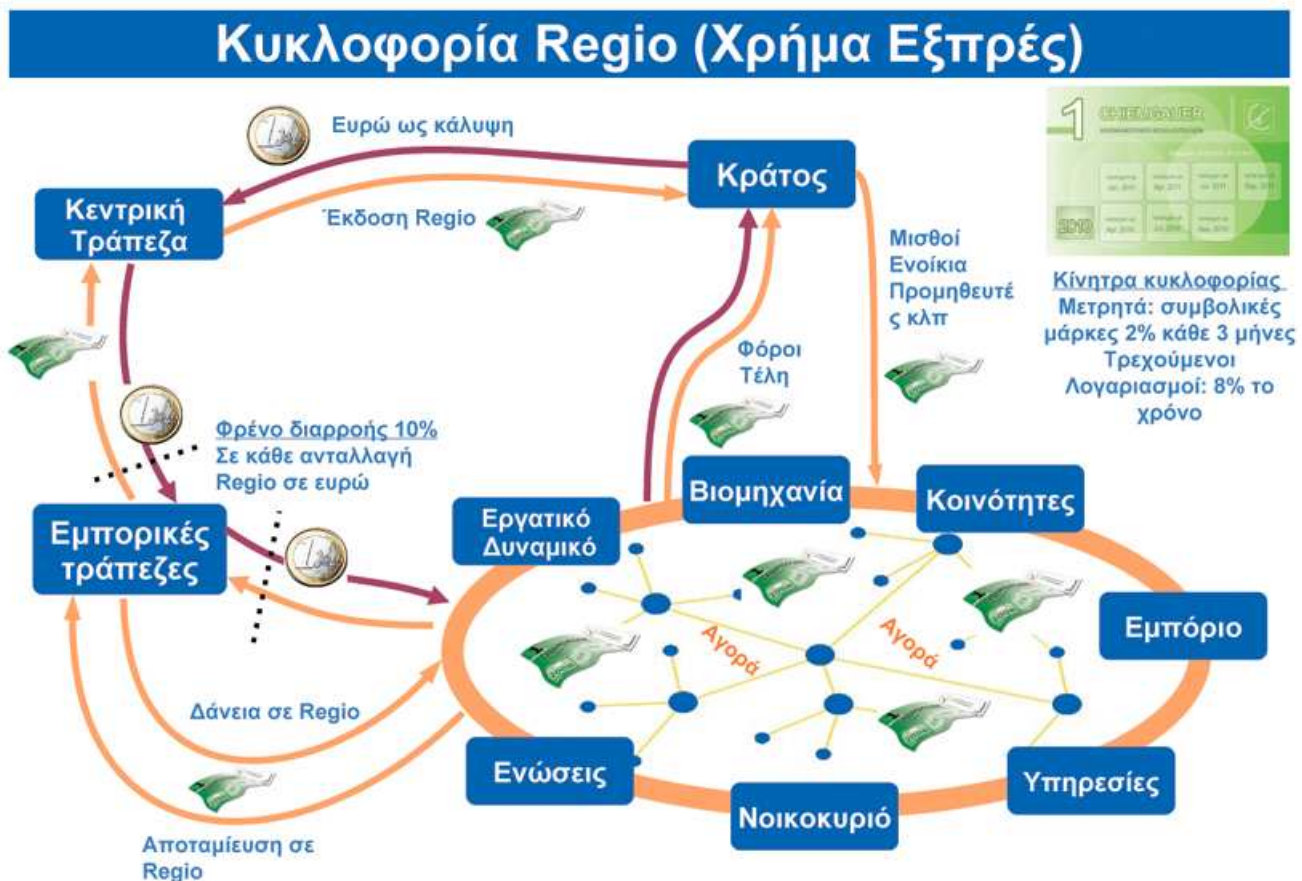 Κυκλοφορία Regio (Χρήμα Εξπρές)
Ευρώ ως κάλυψη
Κράτος
1 CHIEMGAUER
Κεντρική
Τράπεζα
Έκδοση Regio
2010
Μισθοί
Ενοίκια
Προμηθευτέ
ς κλπ
Κίνητρα κυκλοφορίας
Μετρητά: συμβολικές
μάρκες 2% κάθε 3 μήνες
Τρεχούμενοι
Λογαριασμοί: 8% το
χρόνο
Φόροι
Τέλη
Φρένο διαρροής 10%
Σε κάθε ανταλλαγή
Regio σε ευρώ
Εμπορικές
τράπεζες
Εργατικό
Δυναμικό
Βιομηχανία
Κοινότητες
Εμπόριο
Αγορά
Αγορά
Δάνεια σε Regio
Ενώσεις
Νοικοκυριό
Υπηρεσίες
Αποταμίευση σε
Regio